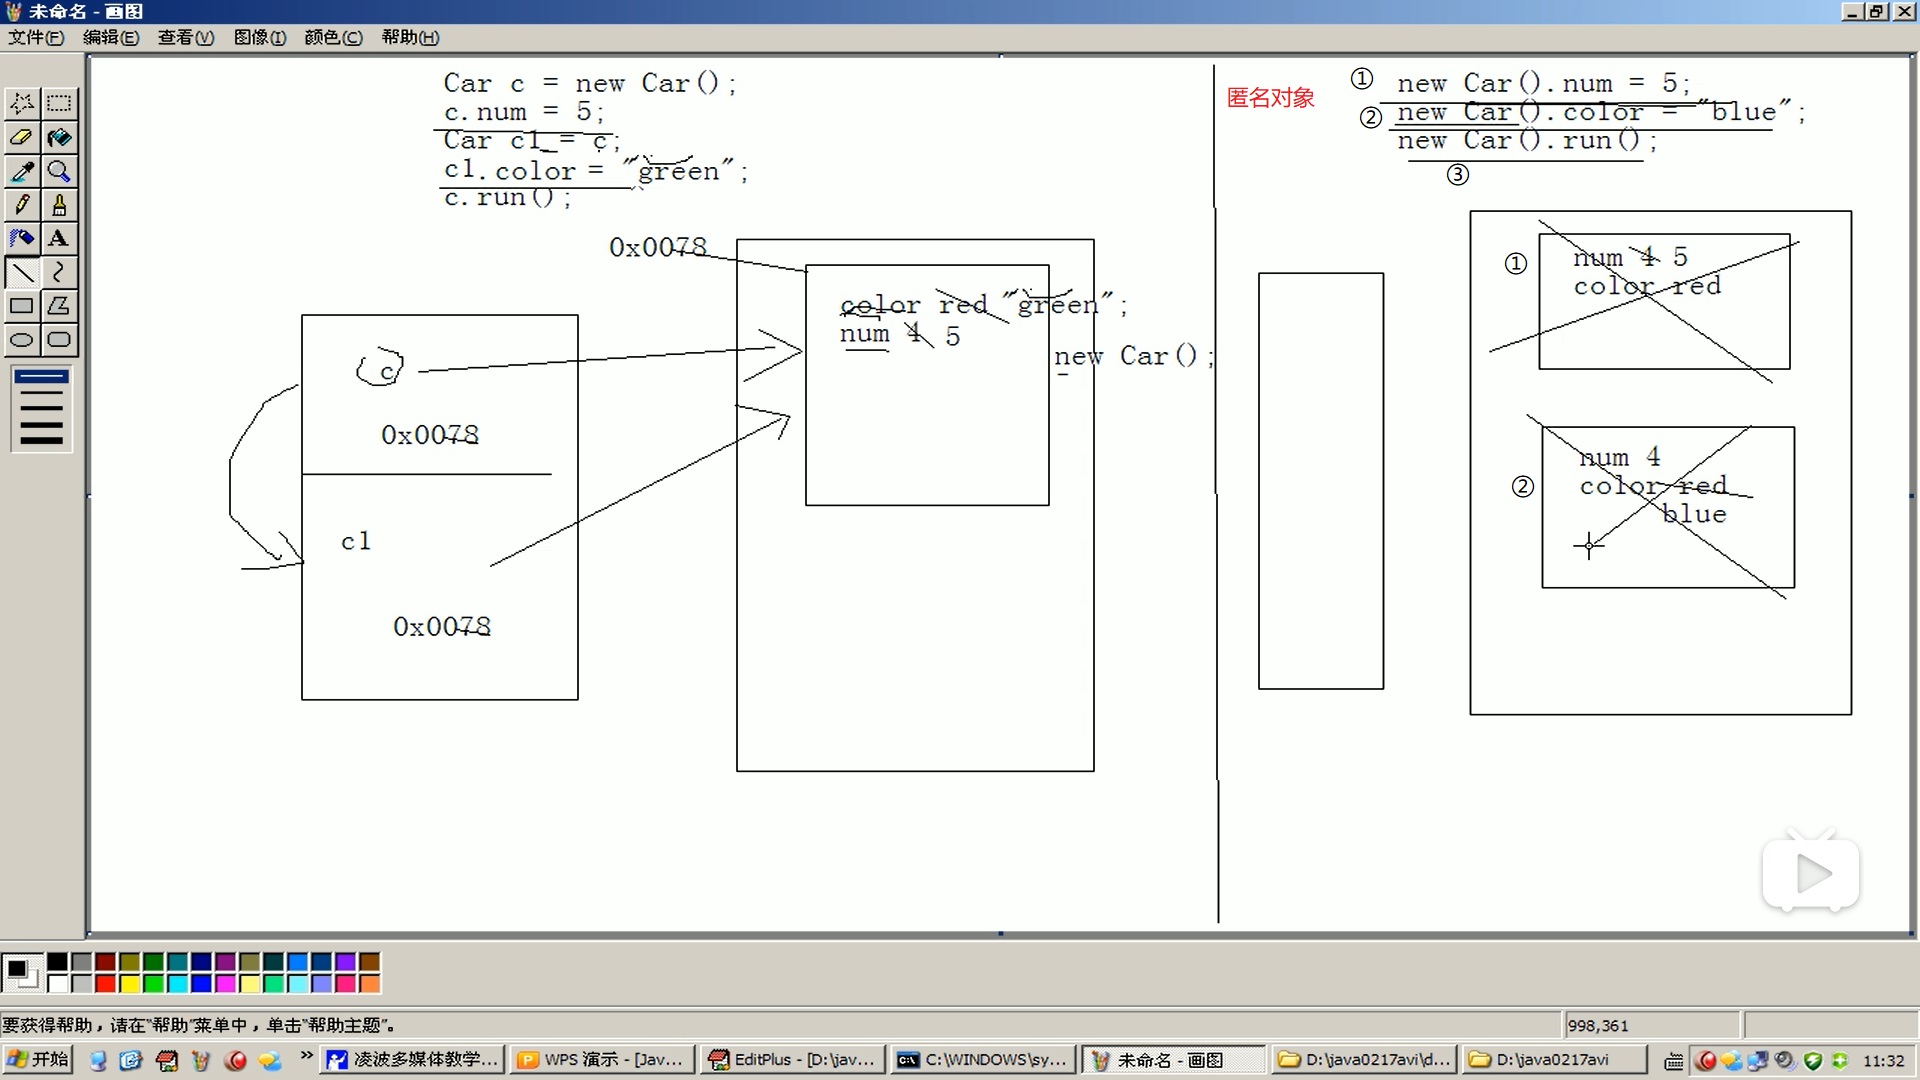 未命名 - 画图
文件(F) 编辑(E) 查看(V) 图像(I) 颜色(C) 帮助(H)
Car c = new Car();
c.num = 5;
Car c1 = c;
c1.color = "green";
c.run();
匿名对象
① new Car().num = 5;
② new Car().color = "blue";
new Car().run();
③
0x0078
color red "green";
num 4 5
new Car();
c
0x0078
c1
0x0078
① num 4 5
color red
② num 4
color red
blue
要获得帮助，请在"帮助"菜单中，单击"帮助主题"。
998,361
开始
»
凌波多媒体教学...
WPS 演示 - [Jav...
EditPlus - [D:\jav...
C:\WINDOWS\sy...
未命名 - 画图
D:\java0217avi\d...
D:\java0217avi
11:32